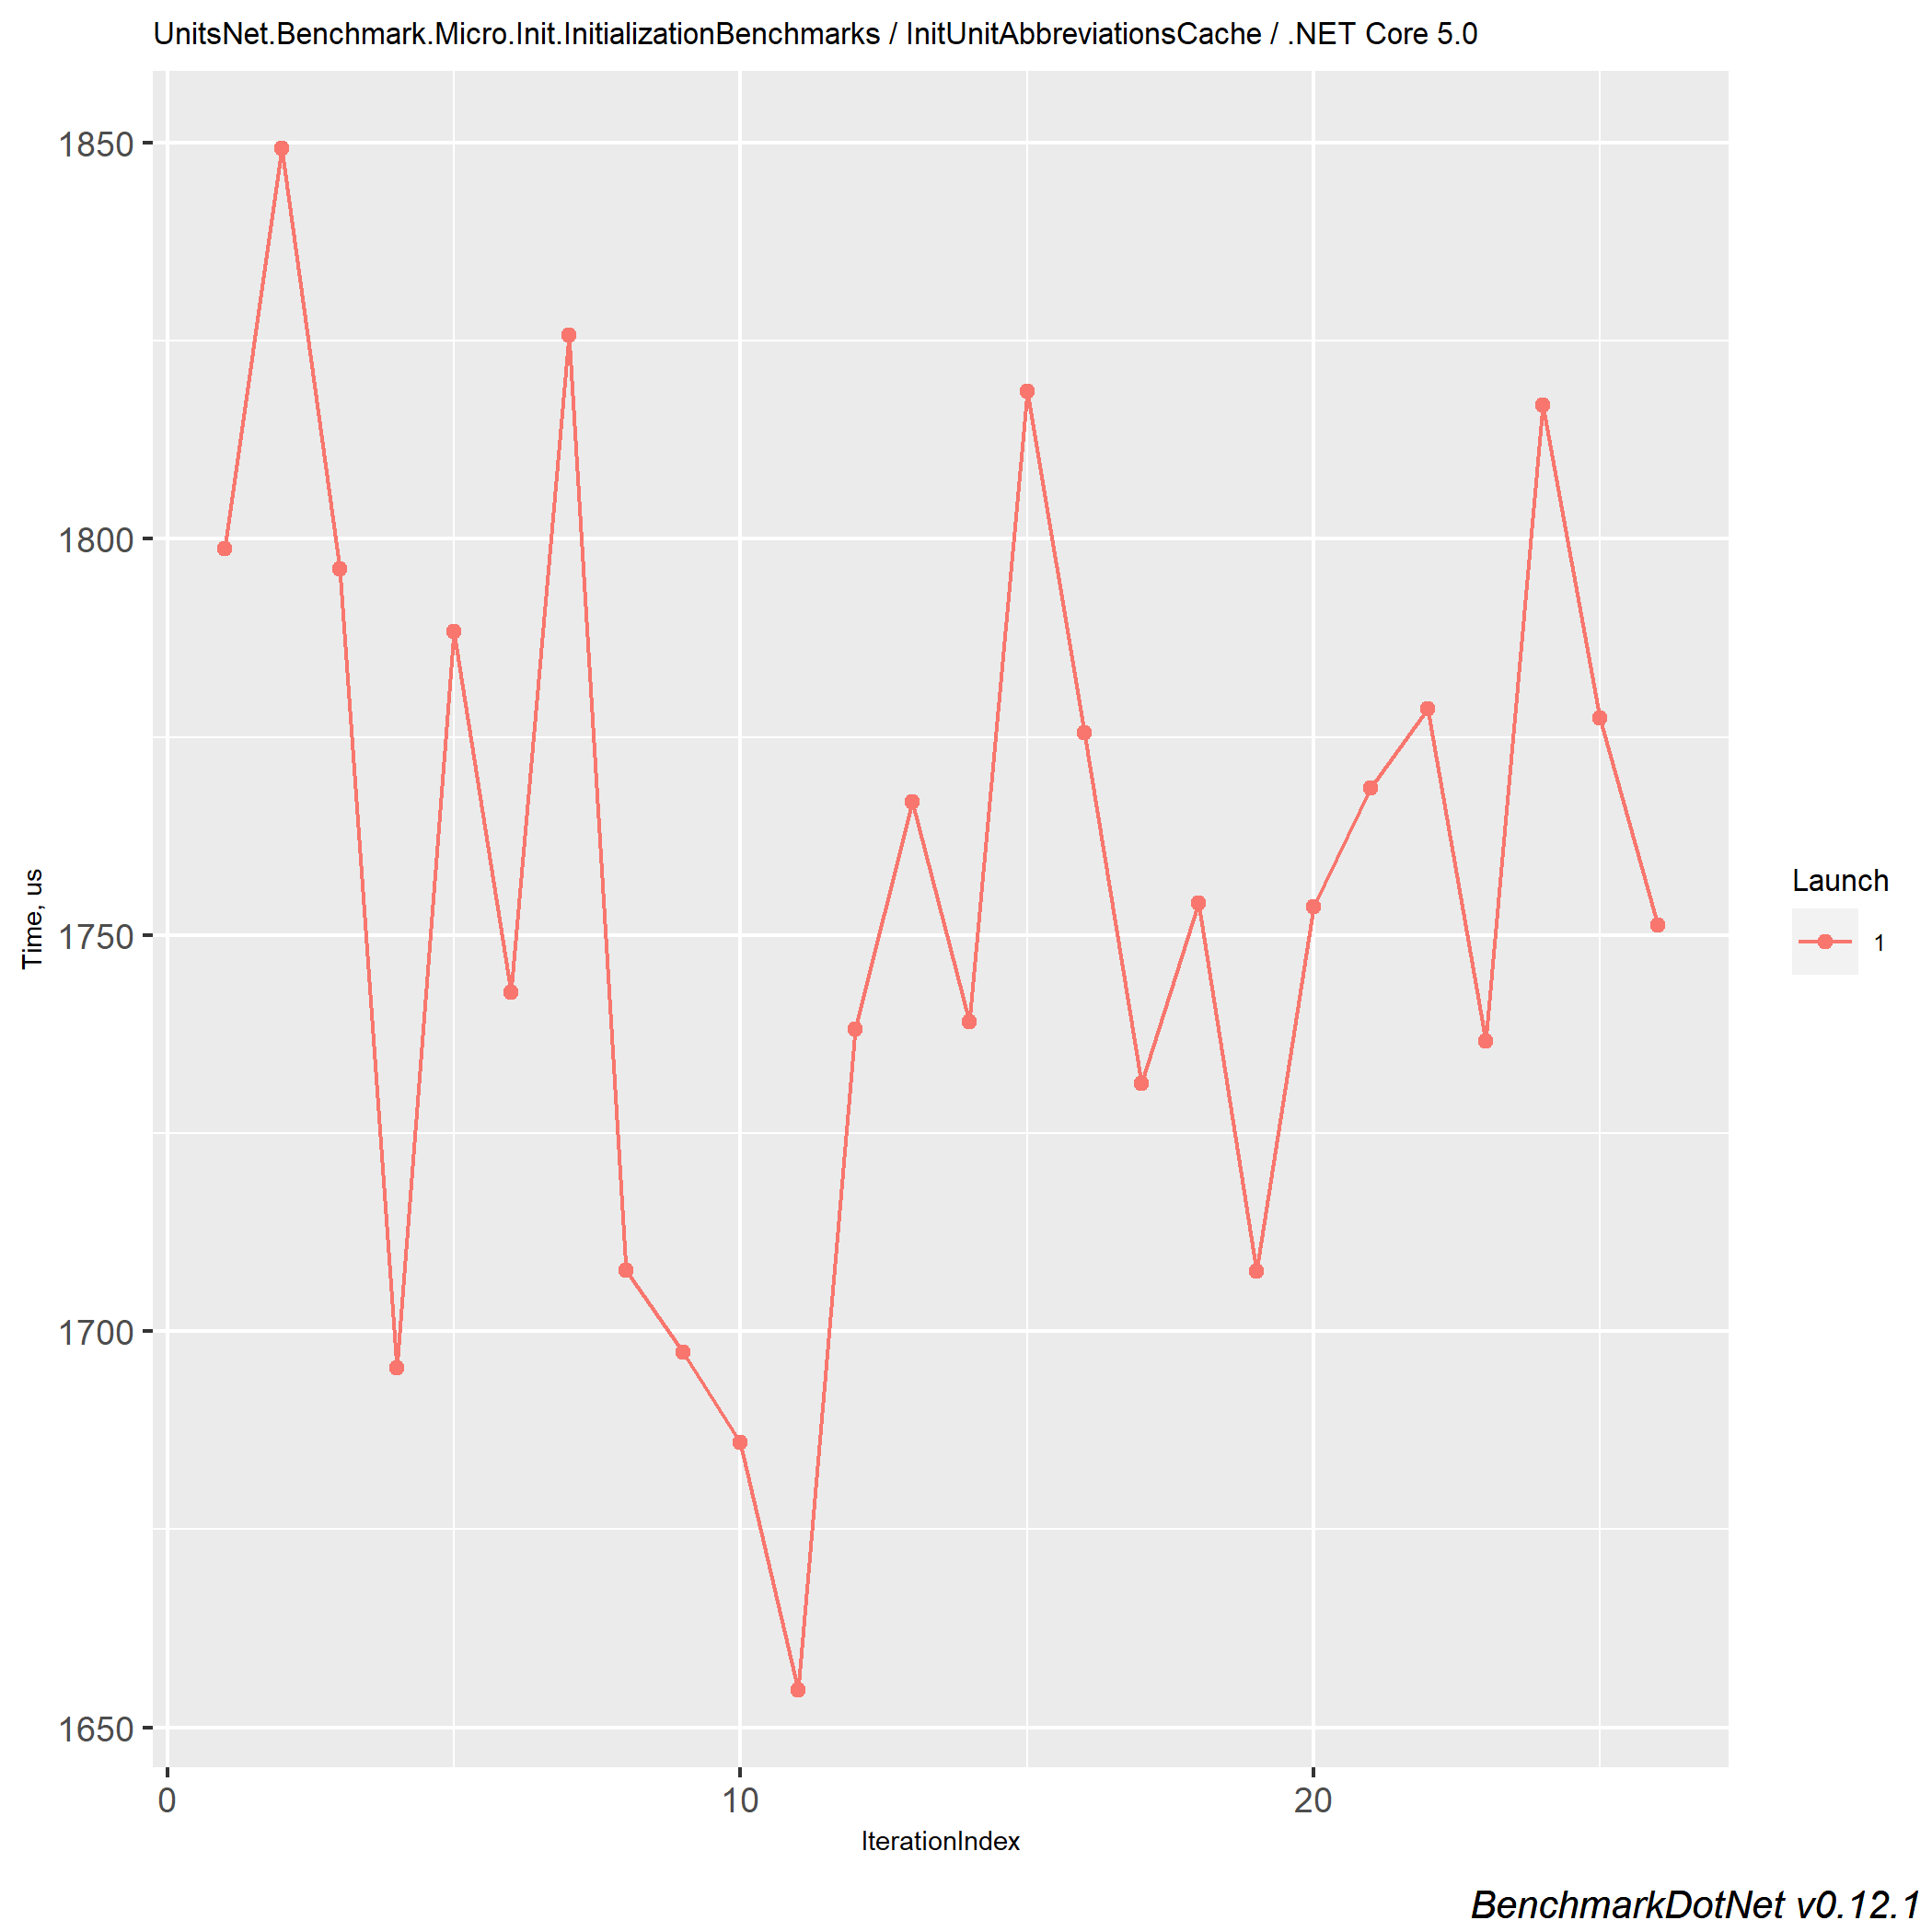 UnitsNet.Benchmark.Micro.Init.InitializationBenchmarks / InitUnitAbbreviationsCache / .NET Core 5.0
1850
1800
1750
1700
1650
Time, us
0 10 20
IterationIndex
Launch
1
BenchmarkDotNet v0.12.1